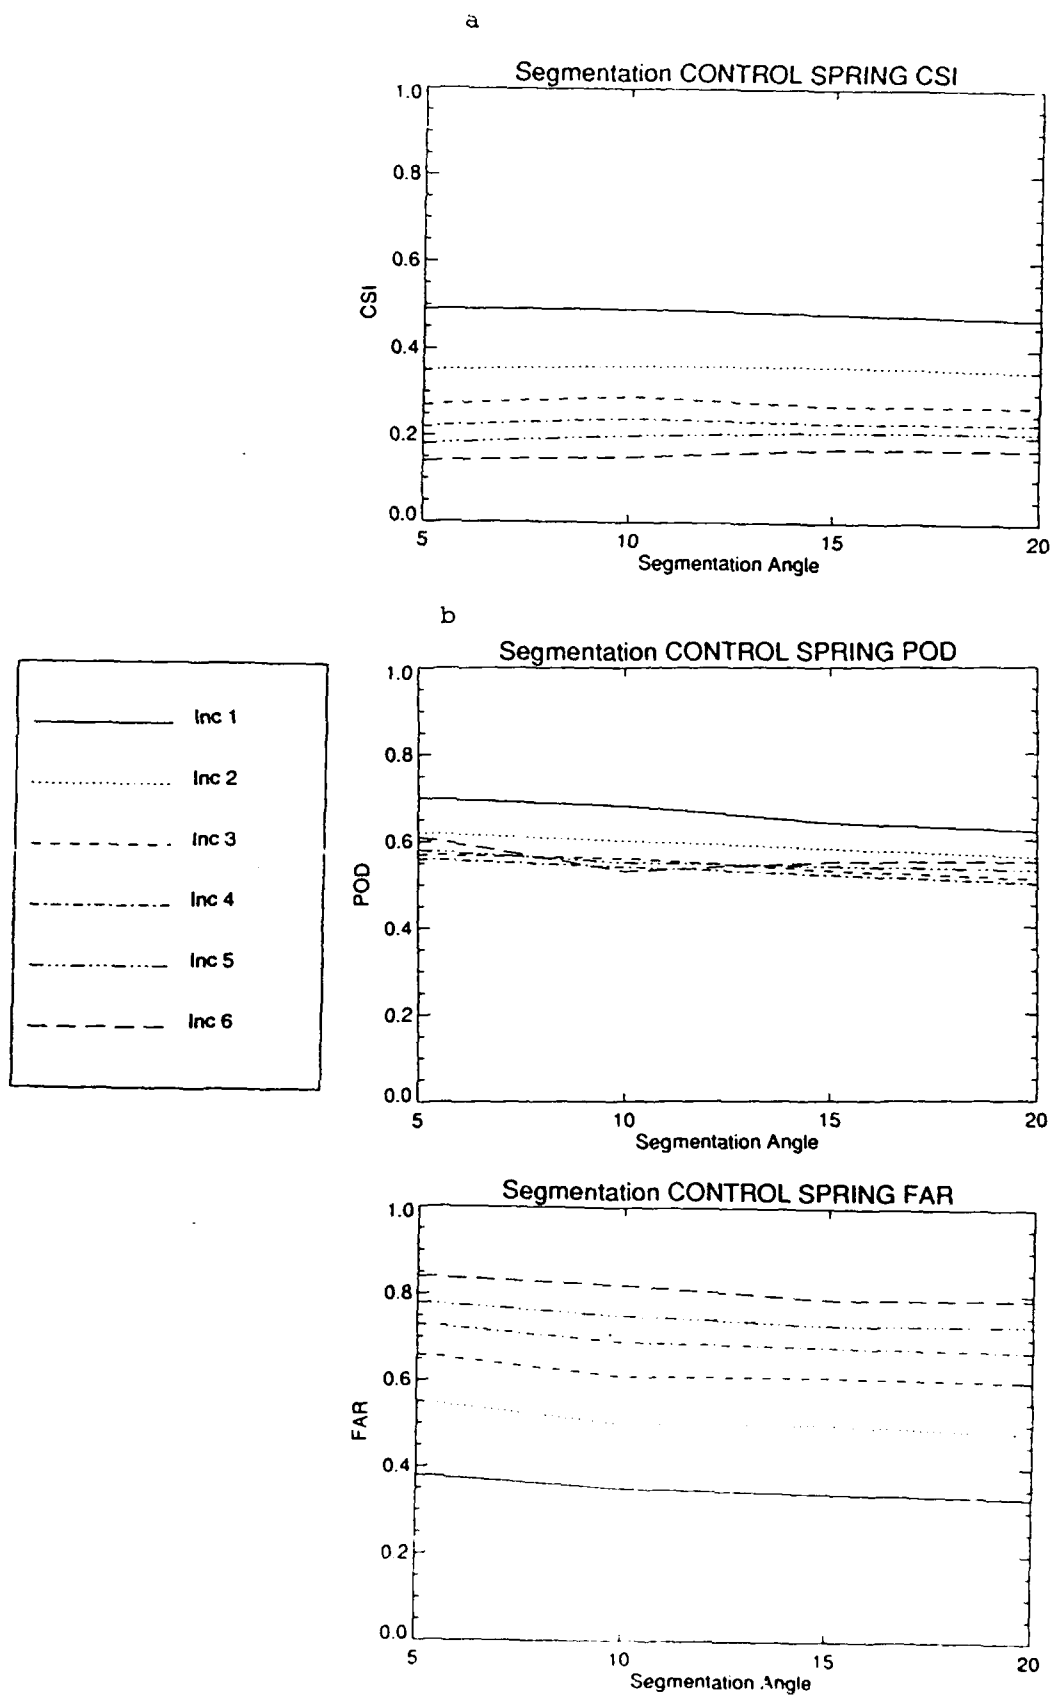 a
Segmentation CONTROL SPRING CSI
1.0
0.8
0.6
CSI
0.4
0.2
0.0
5 10 15 20
Segmentation Angle
b
Segmentation CONTROL SPRING POD
1.0
0.8
0.6
POD
0.4
0.2
0.0
5 10 15 20
Segmentation Angle
Inc 1
Inc 2
Inc 3
Inc 4
Inc 5
Inc 6
Segmentation CONTROL SPRING FAR
1.0
0.8
0.6
FAR
0.4
0.2
0.0
5 10 15 20
Segmentation Angle